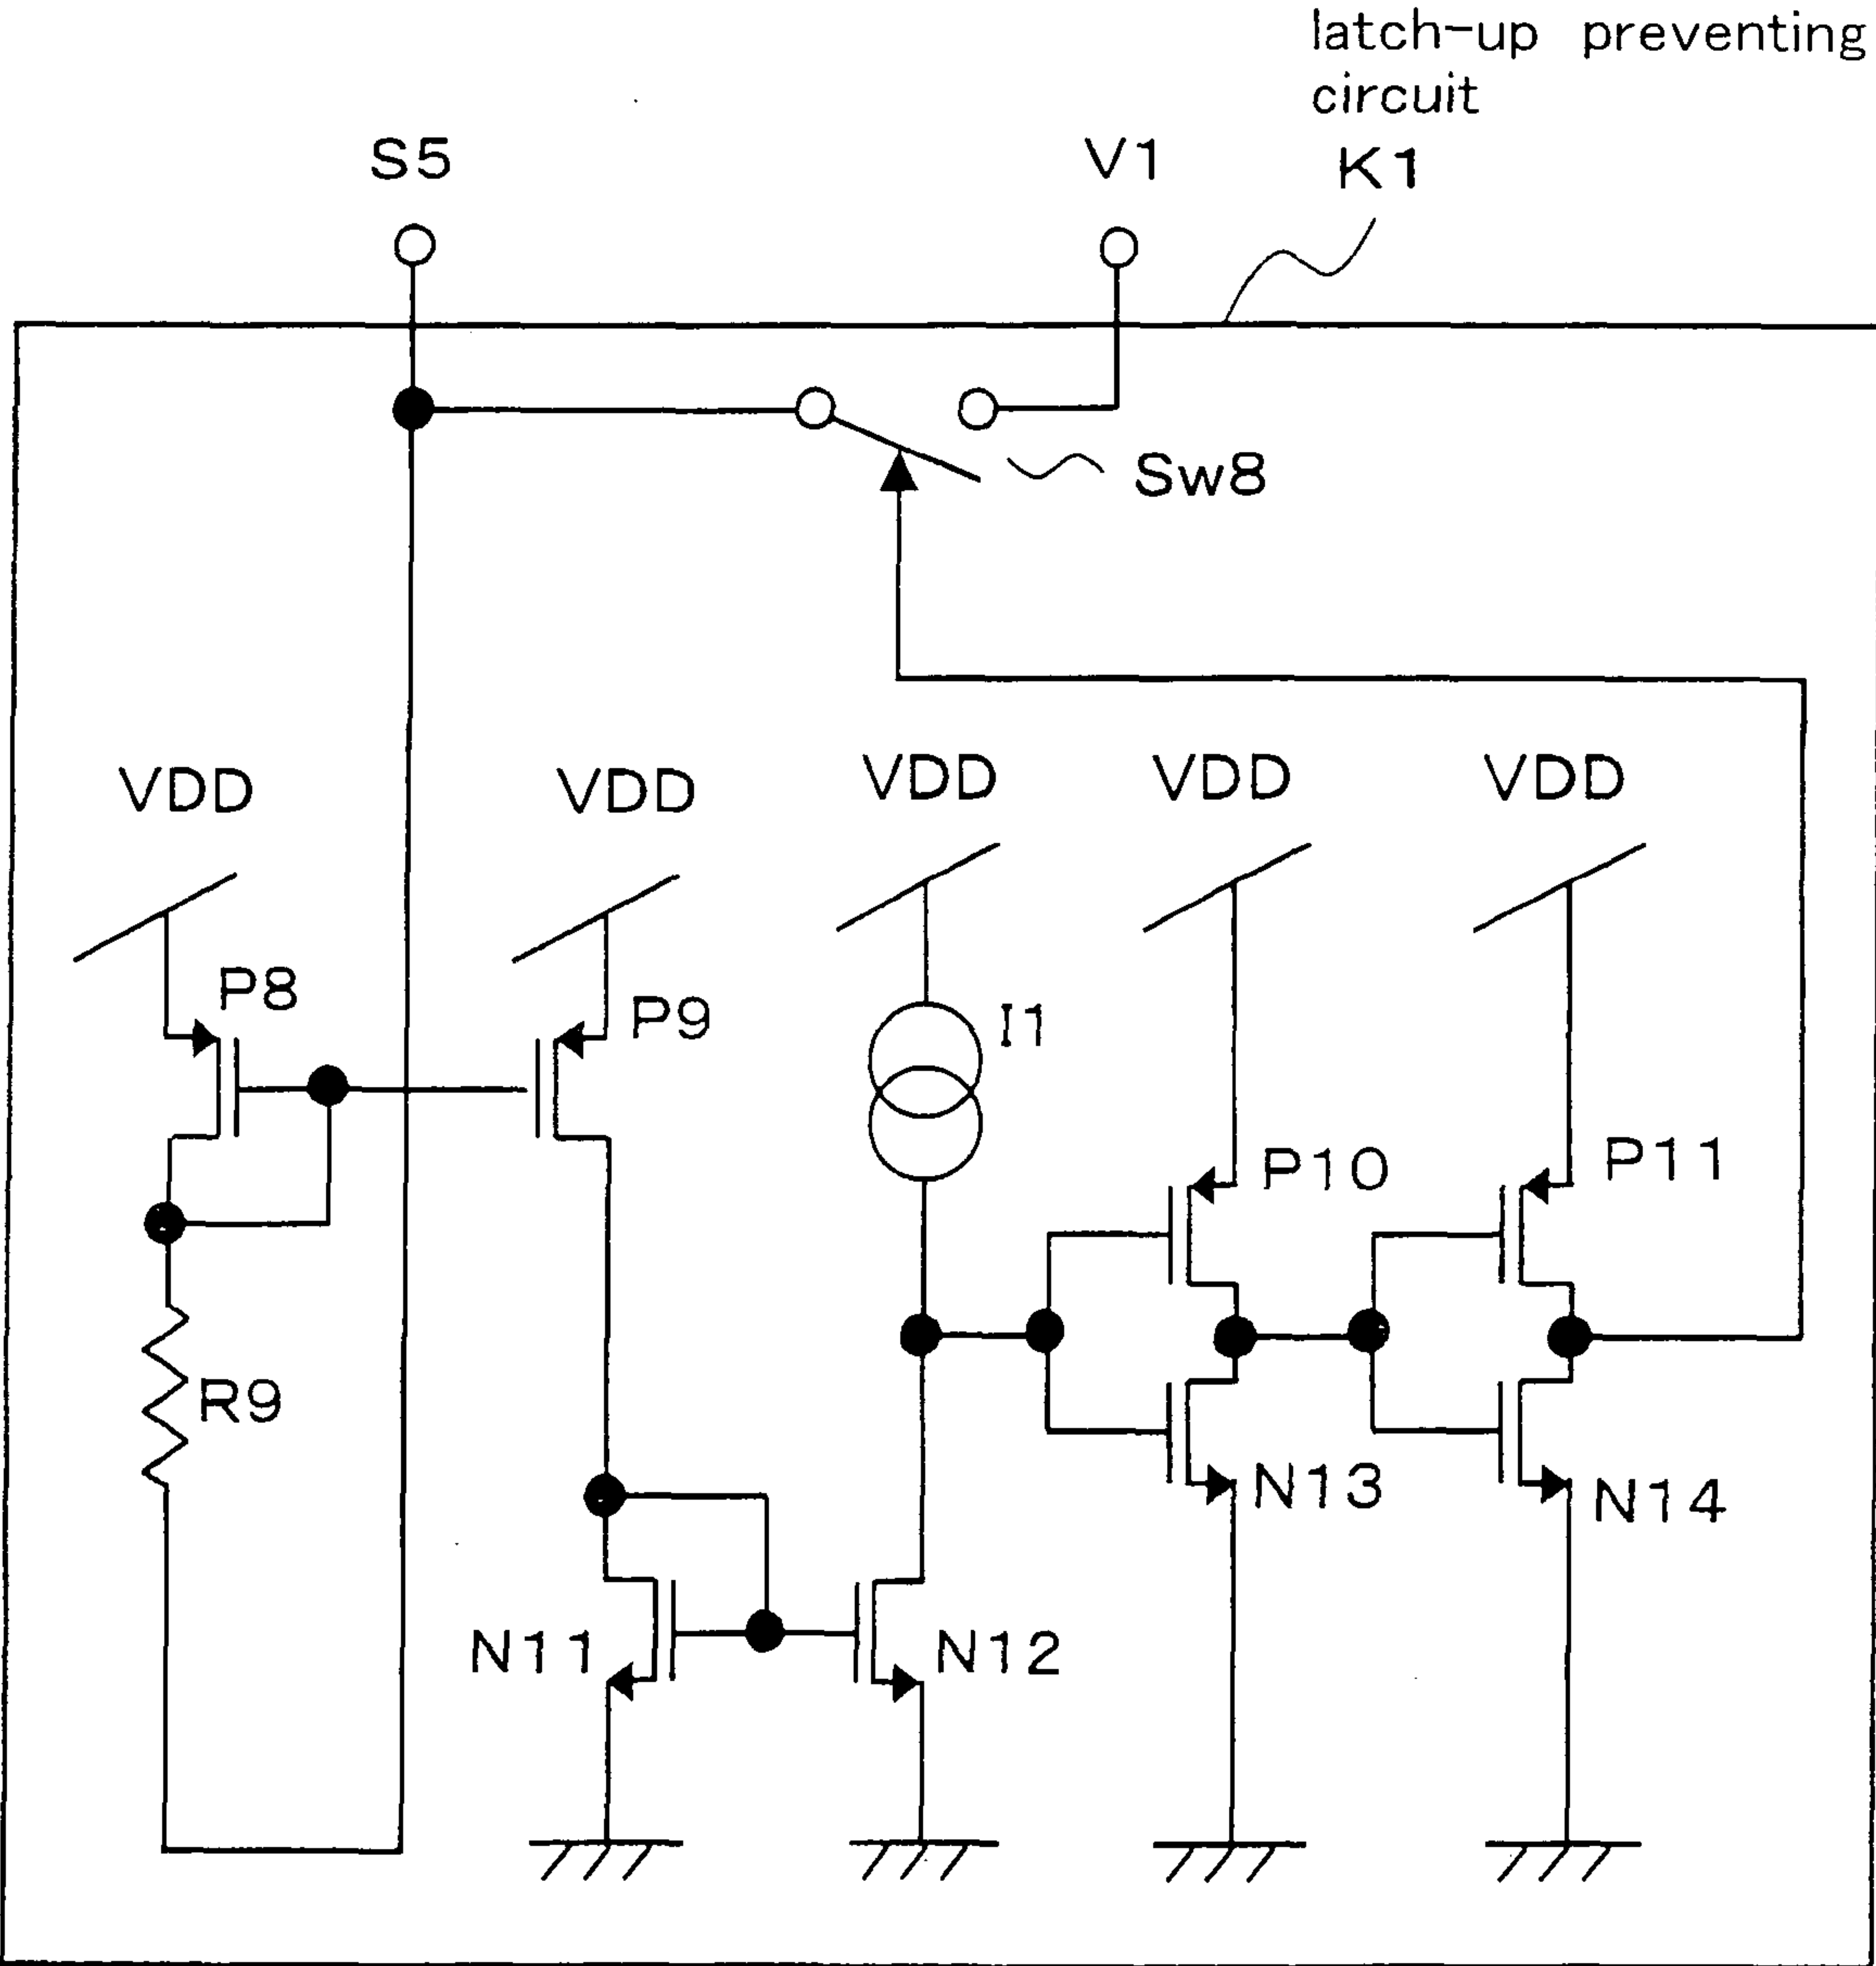 latch-up preventing
circuit
S5
V1
K1
Sw8
VDD
VDD
VDD
VDD
VDD
P8
P9
I1
P10
P11
R9
N13
N14
N11
N12